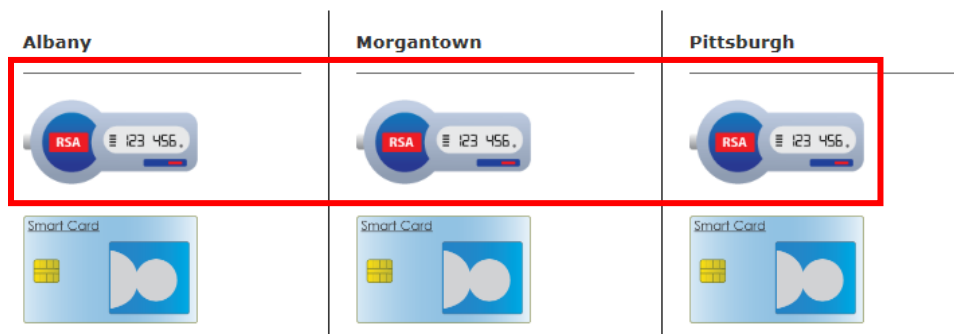 Albany Morgantown Pittsburgh
RSA 123 456. RSA 123 456. RSA 123 456.
Smart Card Smart Card Smart Card